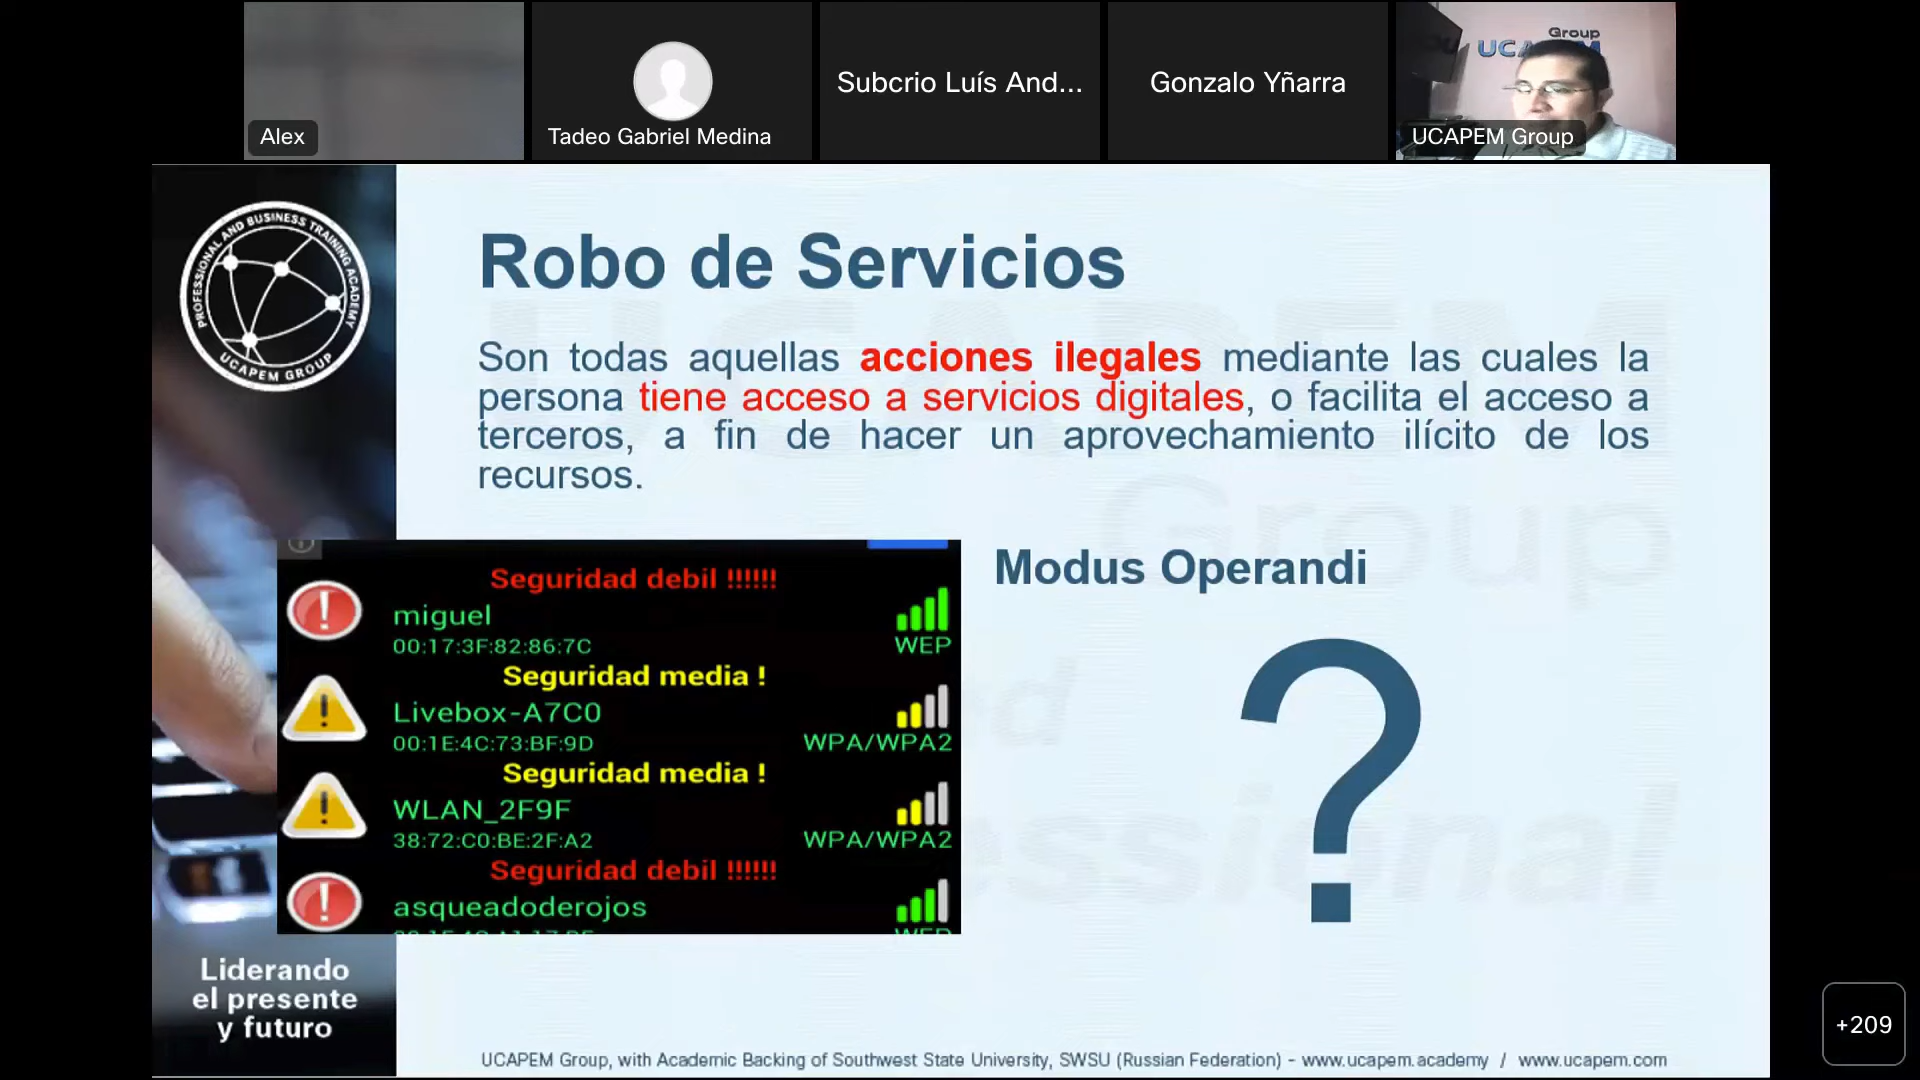 Alex
Tadeo Gabriel Medina
Subcrio Luís And...
Gonzalo Yñarra
Group
UCAPEM Group
PROFESSIONAL AND BUSINESS TRAINING ACADEMY
UCAPEM GROUP
Robo de Servicios
Son todas aquellas acciones ilegales mediante las cuales la
persona tiene acceso a servicios digitales, o facilita el acceso a
terceros, a fin de hacer un aprovechamiento ilícito de los
recursos.
Modus Operandi
?
Seguridad debil !!!!!!
miguel
00:17:3F:82:86:7C
WEP
Seguridad media !
Livebox-A7C0
00:1E:4C:73:BF:9D
WPA/WPA2
Seguridad media !
WLAN_2F9F
38:72:C0:BE:2F:A2
WPA/WPA2
Seguridad debil !!!!!!
asqueadoderojos
WEP
Liderando
el presente
y futuro
UCAPEM Group, with Academic Backing of Southwest State University, SWSU (Russian Federation) - www.ucapem.academy / www.ucapem.com
+209